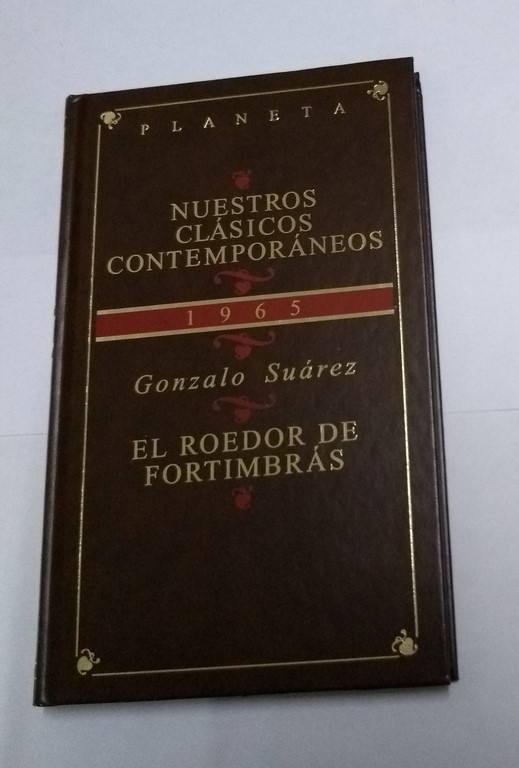 PLANETA
NUESTROS
CLÁSICOS
CONTEMPORÁNEOS
1965
Gonzalo Suárez
EL ROEDOR DE
FORTIMBRÁS